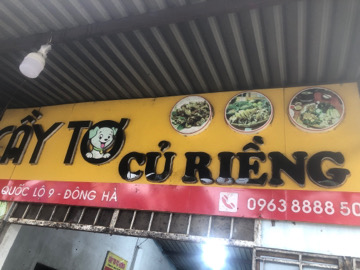 CẦY TƠ
CỦ RIỀNG
QUỐC LỘ 9 - ĐÔNG HÀ
0963 8888 50